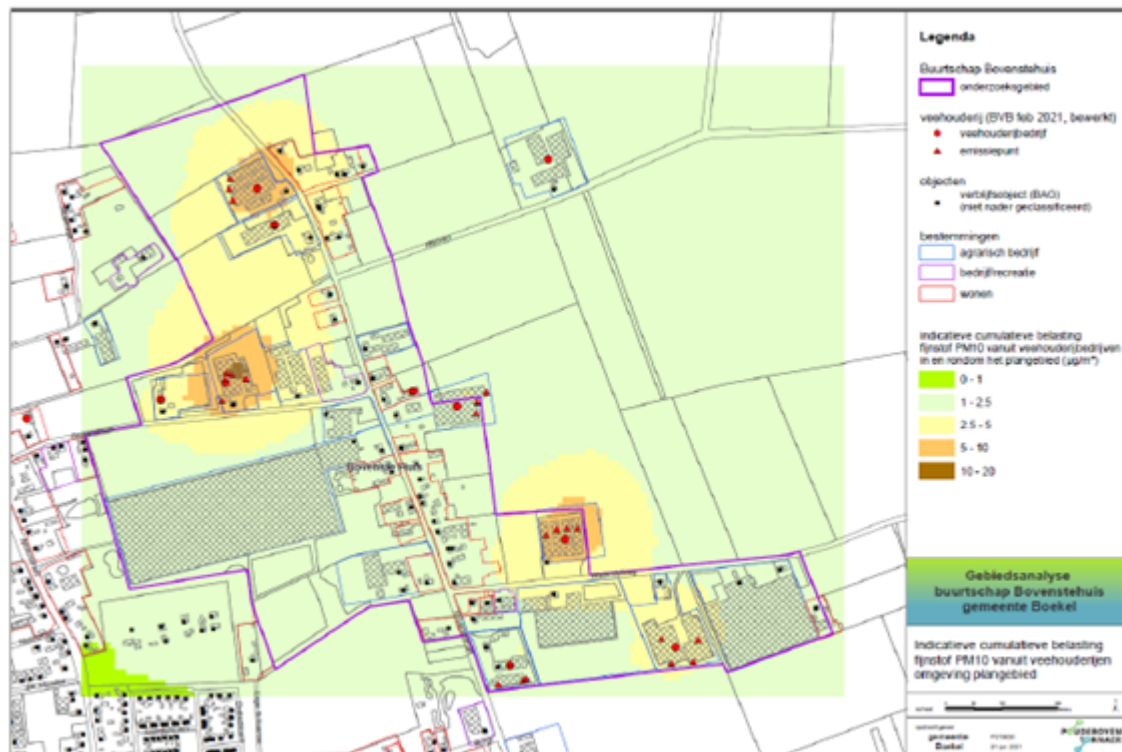 Legenda
Buurtschap Bovenstehuis
onderzoeksgebied
veehouderij (BVB feb 2021, bewerkt)
veehouderijbedrijf
emissiepunt
objecten
verblijfsobject (BAG)
(niet nader geclassificeerd)
bestemmingen
agrarisch bedrijf
bedrijf/recreatie
wonen
indicatieve cumulatieve belasting
fijnstof PM10 vanuit veehouderijbedrijven
in en rondom het plangebied (µg/m³)
0 - 1
1 - 2.5
2.5 - 5
5 - 10
10 - 20
Gebiedsanalyse
buurtschap Bovenstehuis
gemeente Boekel
Indicatieve cumulatieve belasting
fijnstof PM10 vanuit veehouderijen
omgeving plangebied
gemeente
Boekel